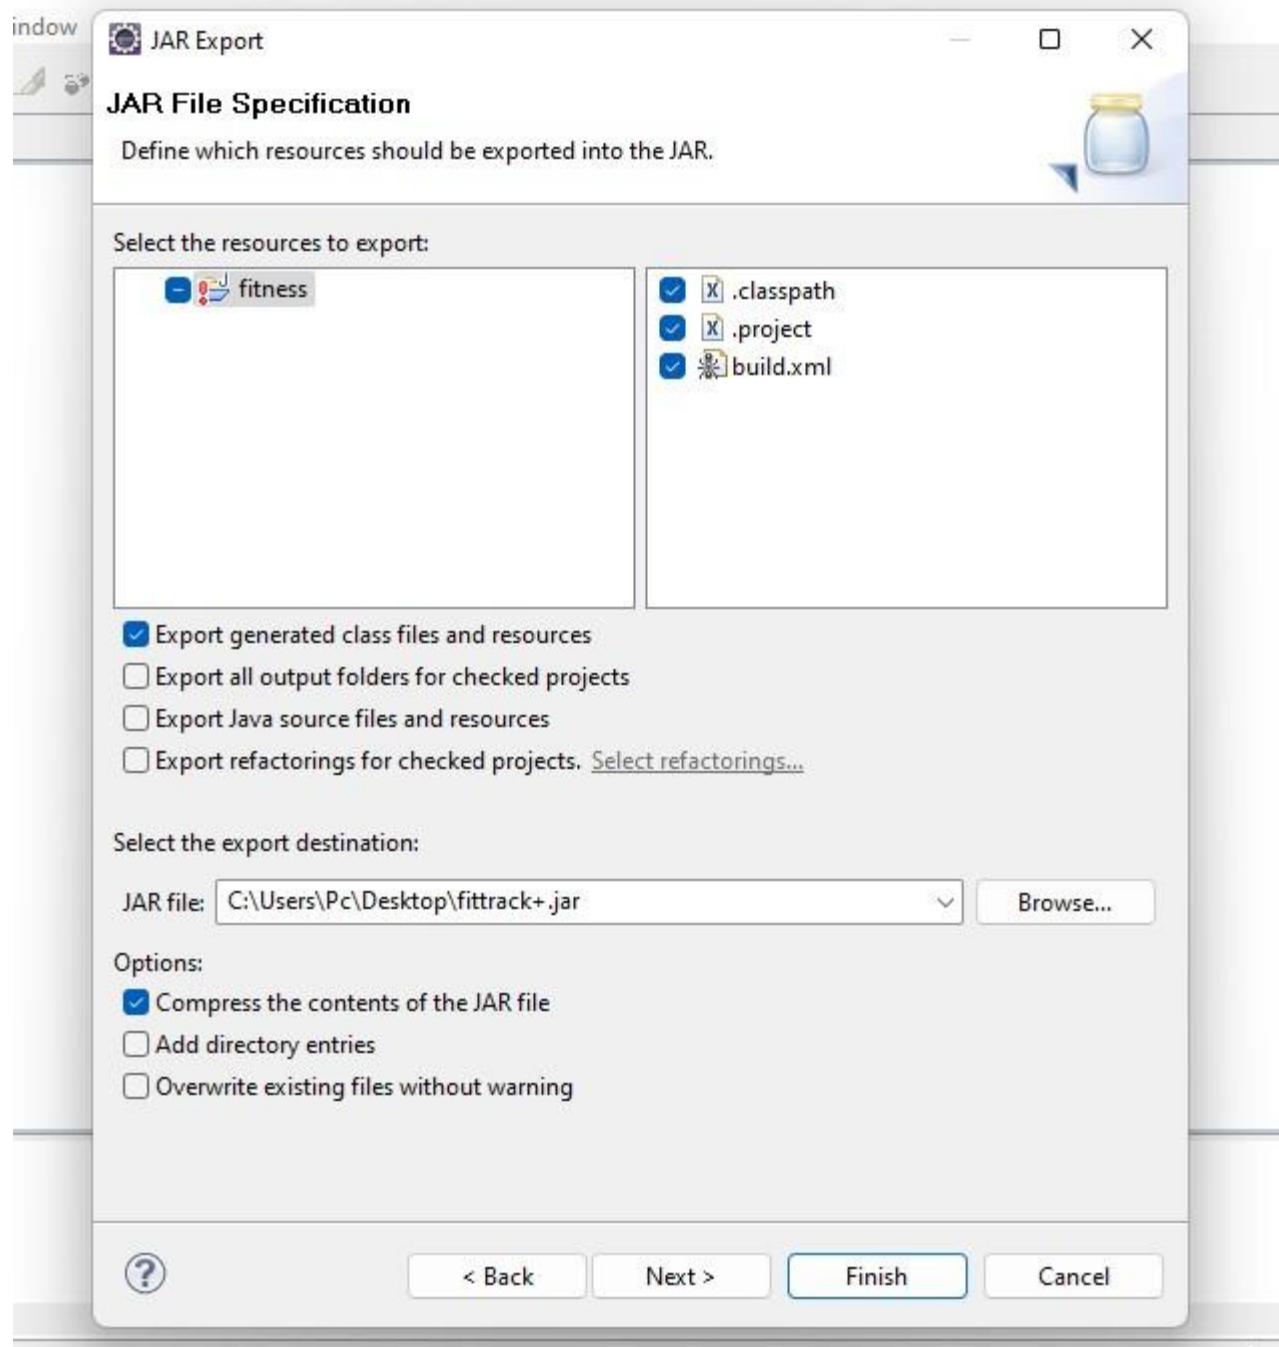 indow
JAR Export
JAR File Specification
Define which resources should be exported into the JAR.
Select the resources to export:
fitness
.classpath
.project
build.xml
Export generated class files and resources
Export all output folders for checked projects
Export Java source files and resources
Export refactorings for checked projects. Select refactorings...
Select the export destination:
JAR file: C:\Users\Pc\Desktop\fittrack+.jar Browse...
Options:
Compress the contents of the JAR file
Add directory entries
Overwrite existing files without warning
? < Back Next > Finish Cancel